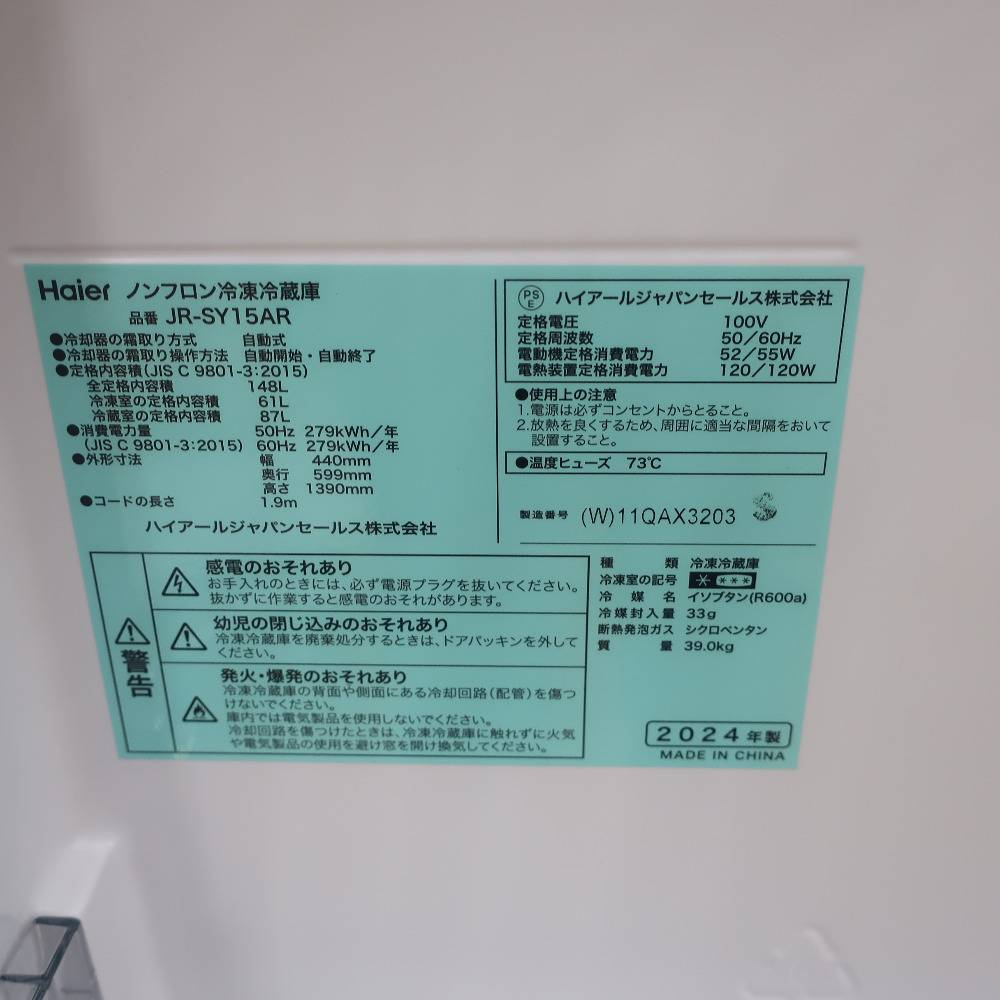 Haier ノンフロン冷凍冷蔵庫
品番 JR-SY15AR
●冷却器の霜取り方式 自動式
●冷却器の霜取り操作方法 自動開始・自動終了
●定格内容積(JIS C 9801-3:2015)
全定格内容積 148L
冷凍室の定格内容積 61L
冷蔵室の定格内容積 87L
●消費電力量 50Hz 279kWh/年
(JIS C 9801-3:2015) 60Hz 279kWh/年
●外形寸法 幅 440mm
奥行 599mm
高さ 1390mm
●コードの長さ 1.9m
ハイアールジャパンセールス株式会社
PS
E ハイアールジャパンセールス株式会社
定格電圧 100V
定格周波数 50/60Hz
電動機定格消費電力 52/55W
電熱装置定格消費電力 120/120W
●使用上の注意
1.電源は必ずコンセントからとること。
2.放熱を良くするため、周囲に適当な間隔をおいて
設置すること。
●温度ヒューズ 73℃
製造番号 (W)11QAX3203 S
警告
感電のおそれあり
お手入れのときには、必ず電源プラグを抜いてください。
抜かずに作業すると感電のおそれがあります。
幼児の閉じ込みのおそれあり
冷凍冷蔵庫を廃棄処分するときは、ドアパッキンを外して
ください。
発火・爆発のおそれあり
冷凍冷蔵庫の背面や側面にある冷却回路(配管)を傷つ
けないでください。
庫内では電気製品を使用しないでください。
冷却回路を傷つけたときは、冷凍冷蔵庫に触れずに火気
や電気製品の使用を避け窓を開け換気してください。
種類 冷凍冷蔵庫
冷凍室の記号 * ***
冷媒名 イソブタン(R600a)
冷媒封入量 33g
断熱発泡ガス シクロペンタン
質量 39.0kg
2024年製
MADE IN CHINA